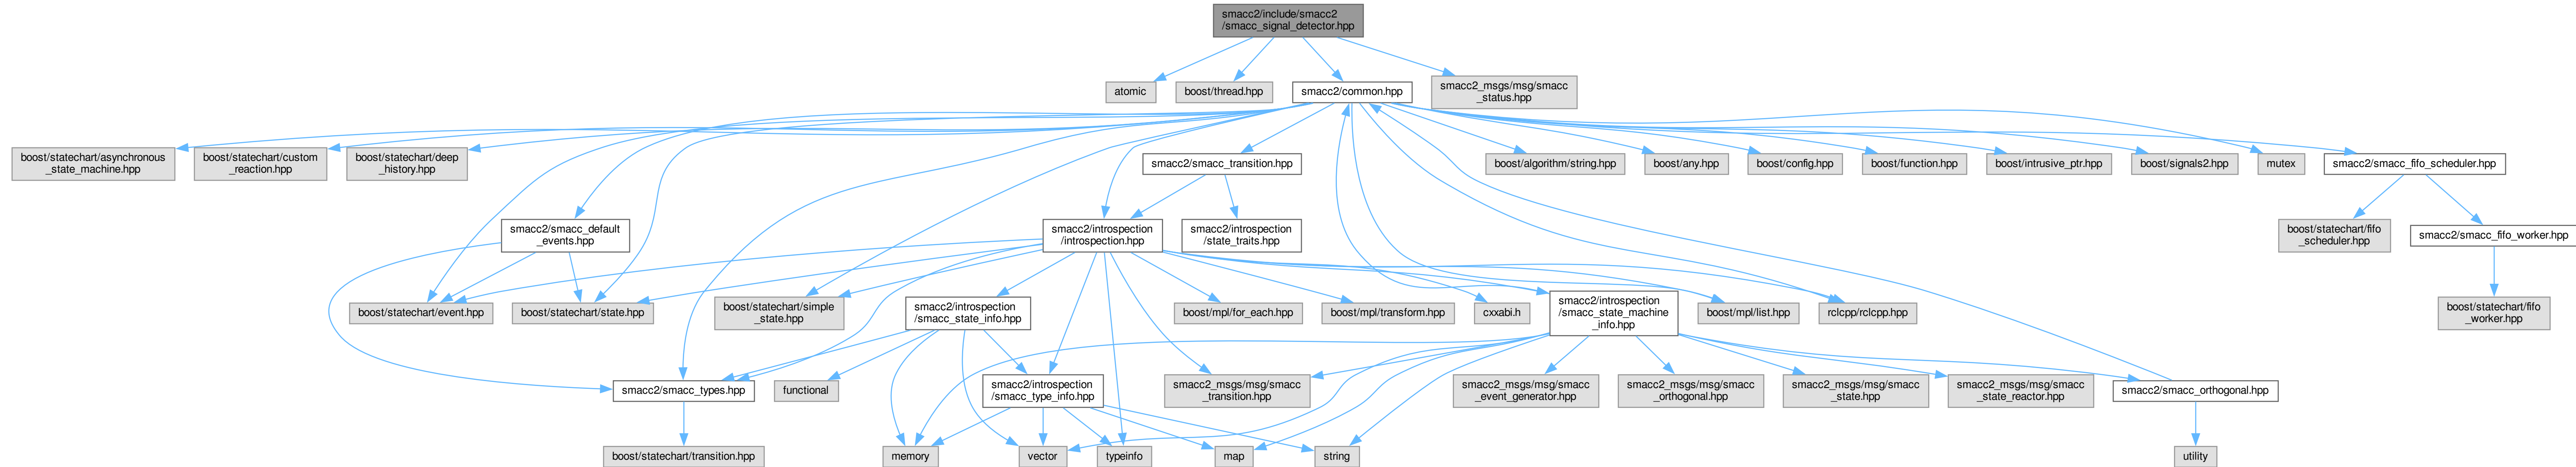 smacc2/include/smacc2
/smacc_signal_detector.hpp
atomic
boost/thread.hpp
smacc2/common.hpp
smacc2_msgs/msg/smacc
_status.hpp
boost/statechart/asynchronous
_state_machine.hpp
boost/statechart/custom
_reaction.hpp
boost/statechart/deep
_history.hpp
smacc2/smacc_transition.hpp
boost/algorithm/string.hpp
boost/any.hpp
boost/config.hpp
boost/function.hpp
boost/intrusive_ptr.hpp
boost/signals2.hpp
mutex
smacc2/smacc_fifo_scheduler.hpp
smacc2/smacc_default
_events.hpp
smacc2/introspection
/introspection.hpp
smacc2/introspection
/state_traits.hpp
boost/statechart/fifo
_scheduler.hpp
smacc2/smacc_fifo_worker.hpp
boost/statechart/event.hpp
boost/statechart/state.hpp
boost/statechart/simple
_state.hpp
smacc2/introspection
/smacc_state_info.hpp
boost/mpl/for_each.hpp
boost/mpl/transform.hpp
cxxabi.h
smacc2/introspection
/smacc_state_machine
_info.hpp
boost/mpl/list.hpp
rclcpp/rclcpp.hpp
boost/statechart/fifo
_worker.hpp
smacc2/smacc_types.hpp
functional
smacc2/introspection
/smacc_type_info.hpp
smacc2_msgs/msg/smacc
_transition.hpp
smacc2_msgs/msg/smacc
_event_generator.hpp
smacc2_msgs/msg/smacc
_orthogonal.hpp
smacc2_msgs/msg/smacc
_state.hpp
smacc2_msgs/msg/smacc
_state_reactor.hpp
smacc2/smacc_orthogonal.hpp
boost/statechart/transition.hpp
memory
vector
typeinfo
map
string
utility